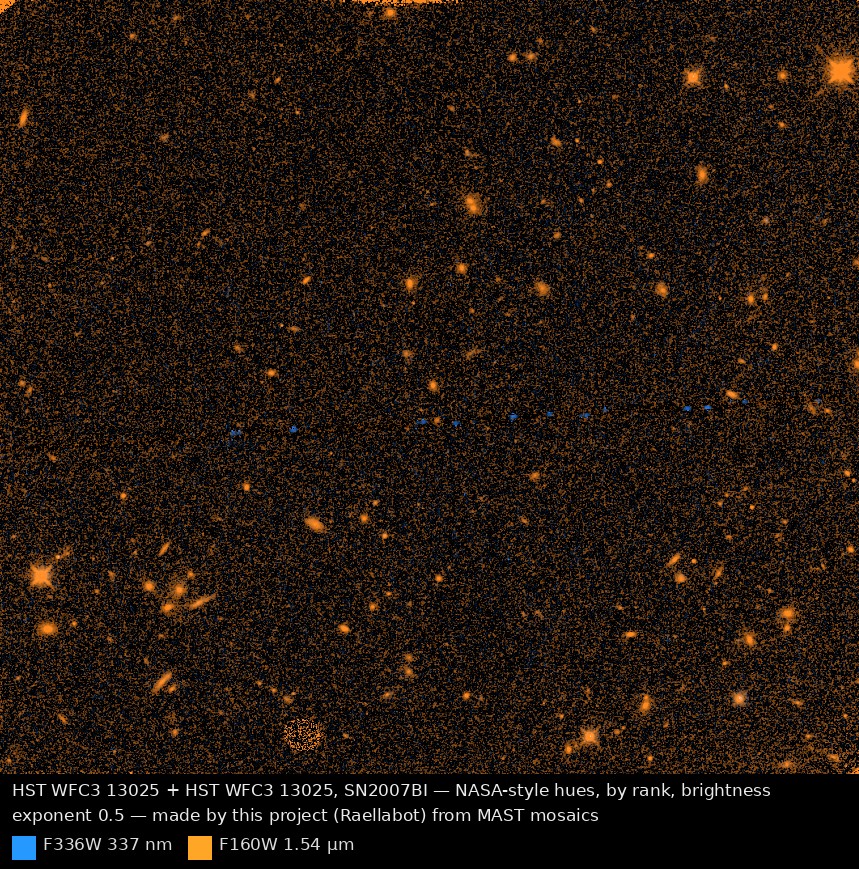 HST WFC3 13025 + HST WFC3 13025, SN2007BI — NASA-style hues, by rank, brightness
exponent 0.5 — made by this project (Raellabot) from MAST mosaics
F336W 337 nm F160W 1.54 µm